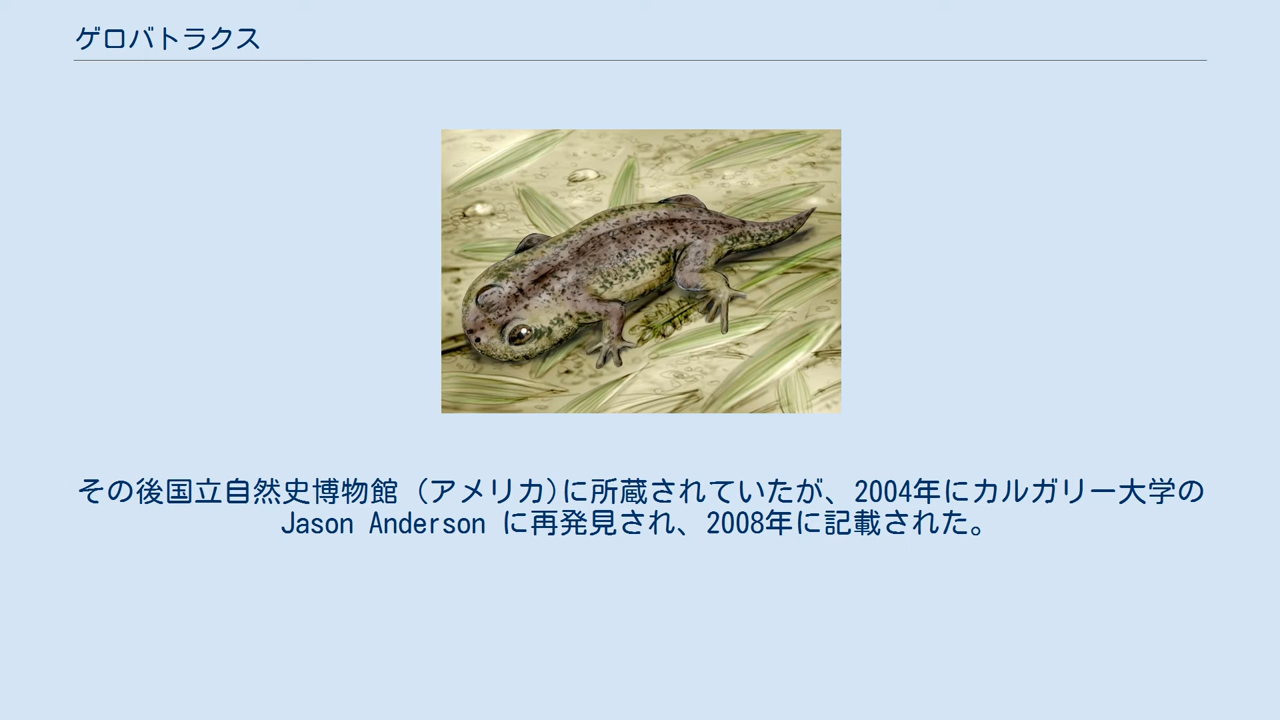 ゲロバトラクス
その後国立自然史博物館 (アメリカ)に所蔵されていたが、2004年にカルガリー大学の
Jason Anderson に再発見され、2008年に記載された。